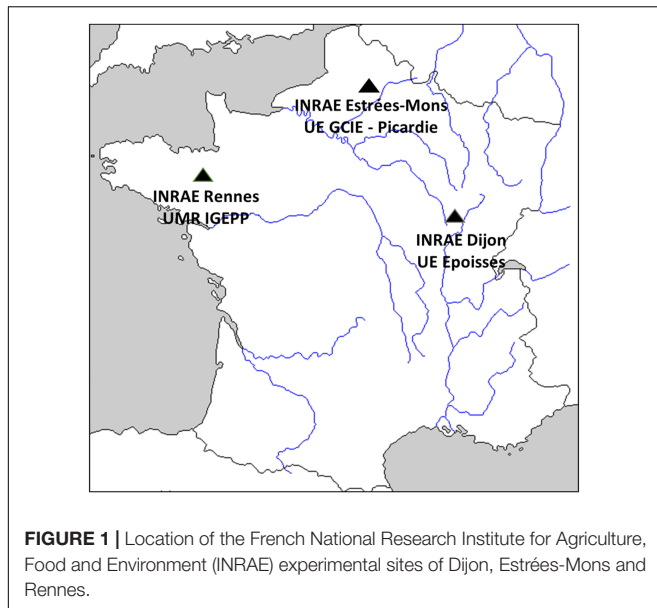 INRAE Estrées-Mons
UE GCIE - Picardie
INRAE Rennes
UMR IGEPP
INRAE Dijon
UE Epoisses
FIGURE 1 | Location of the French National Research Institute for Agriculture,
Food and Environment (INRAE) experimental sites of Dijon, Estrées-Mons and
Rennes.